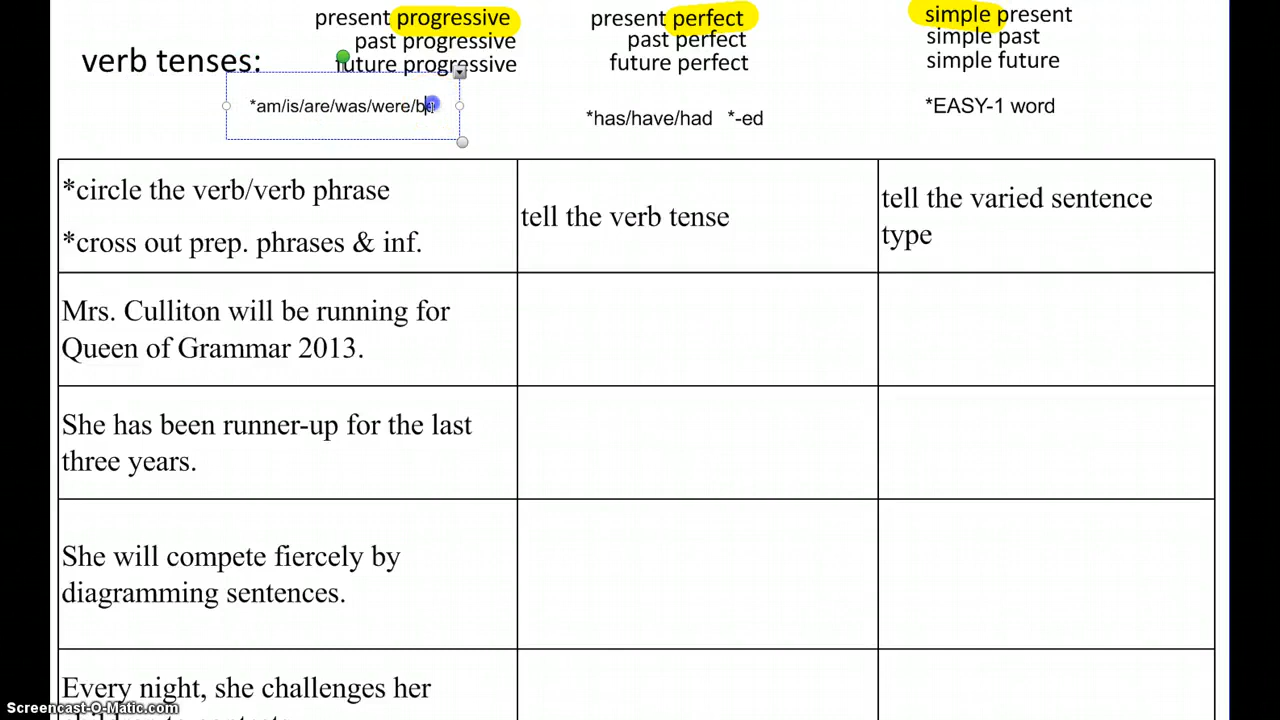 present progressive
past progressive
future progressive
present perfect
past perfect
future perfect
simple present
simple past
simple future
verb tenses:
*am/is/are/was/were/be
*has/have/had *-ed
*EASY-1 word
*circle the verb/verb phrase
*cross out prep. phrases & inf.
tell the verb tense
tell the varied sentence
type
Mrs. Culliton will be running for
Queen of Grammar 2013.
She has been runner-up for the last
three years.
She will compete fiercely by
diagramming sentences.
Every night, she challenges her
Screencast-O-Matic.com